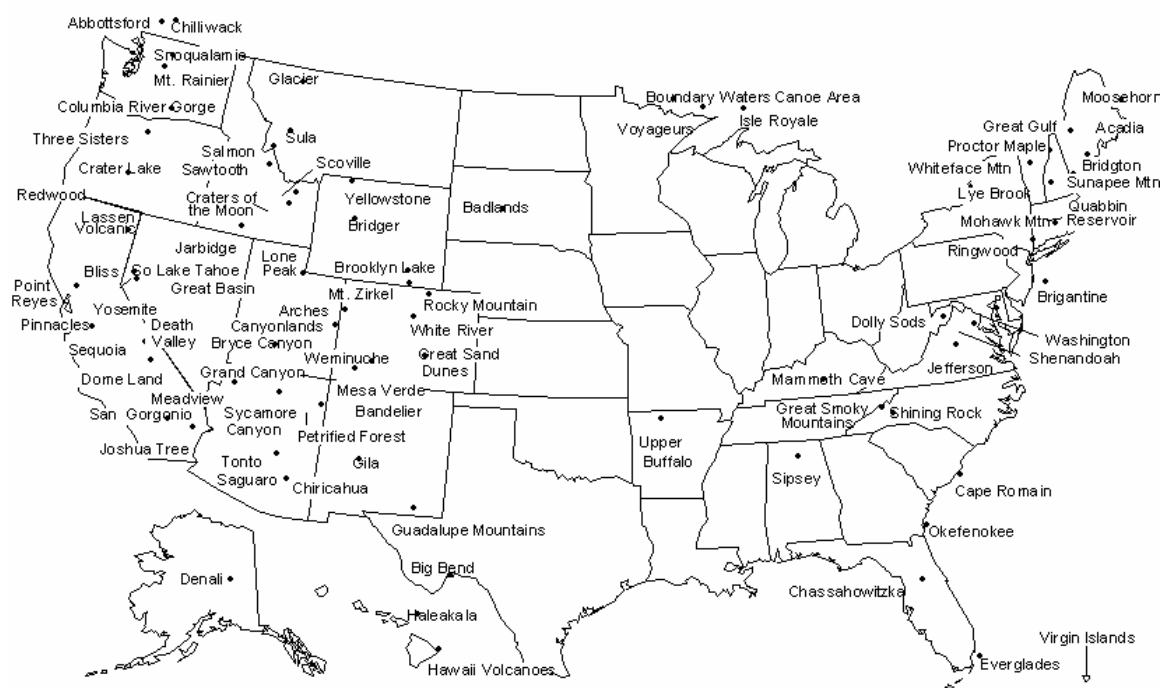 Abbottsford
Chilliwack
Snoqualamie
Mt. Rainier
Glacier
Columbia River Gorge
Three Sisters
Sula
Salmon
Sawtooth
Scoville
Crater Lake
Redwood
Craters of
the Moon
Yellowstone
Bridger
Badlands
Lassen
Volcanic
Jarbidge
Lone
Peak
Brooklyn Lake
Bliss
So Lake Tahoe
Great Basin
Point
Reyes
Yosemite
Mt. Zirkel
Rocky Mountain
Arches
Pinnacles
Death
Valley
Canyonlands
White River
Sequoia
Bryce Canyon
Weminuche
Great Sand
Dunes
Dome Land
Grand Canyon
Mesa Verde
Meadview
Bandelier
San Gorgonio
Sycamore
Canyon
Petrified Forest
Joshua Tree
Tonto
Gila
Saguaro
Chiricahua
Guadalupe Mountains
Big Bend
Denali
Haleakala
Hawaii Volcanoes
Boundary Waters Canoe Area
Voyageurs
Isle Royale
Moosehorn
Great Gulf
Acadia
Proctor Maple
Bridgton
Whiteface Mtn
Sunapee Mtn
Lye Brook
Quabbin
Reservoir
Mohawk Mtn
Ringwood
Brigantine
Dolly Sods
Washington
Shenandoah
Jefferson
Mammoth Cave
Great Smoky
Mountains
Shining Rock
Upper
Buffalo
Sipsey
Cape Romain
Okefenokee
Chassahowitzka
Virgin Islands
Everglades